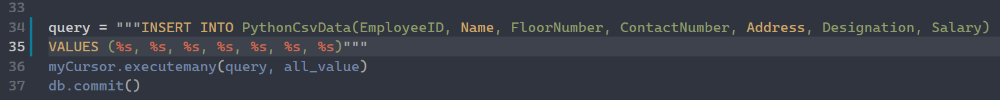 33
34 query = """INSERT INTO PythonCsvData(EmployeeID, Name, FloorNumber, ContactNumber, Address, Designation, Salary)
35 VALUES (%s, %s, %s, %s, %s, %s, %s)"""
36 myCursor.executemany(query, all_value)
37 db.commit()